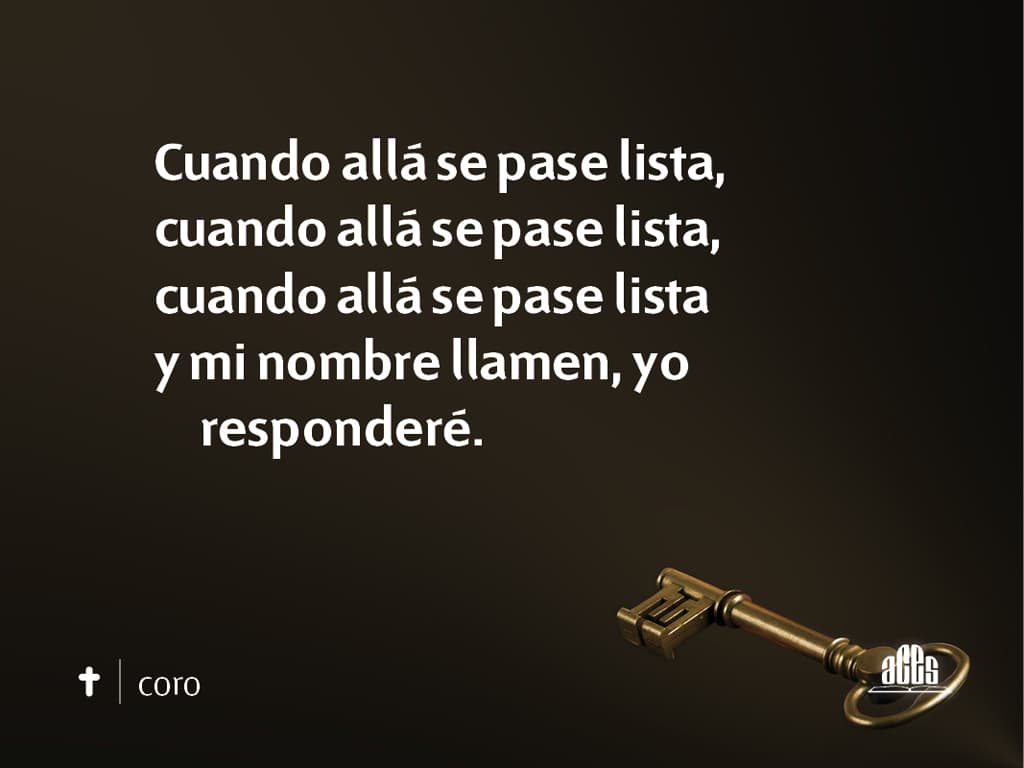 Cuando allá se pase lista,
cuando allá se pase lista,
cuando allá se pase lista
y mi nombre llamen, yo
responderé.
coro
aces